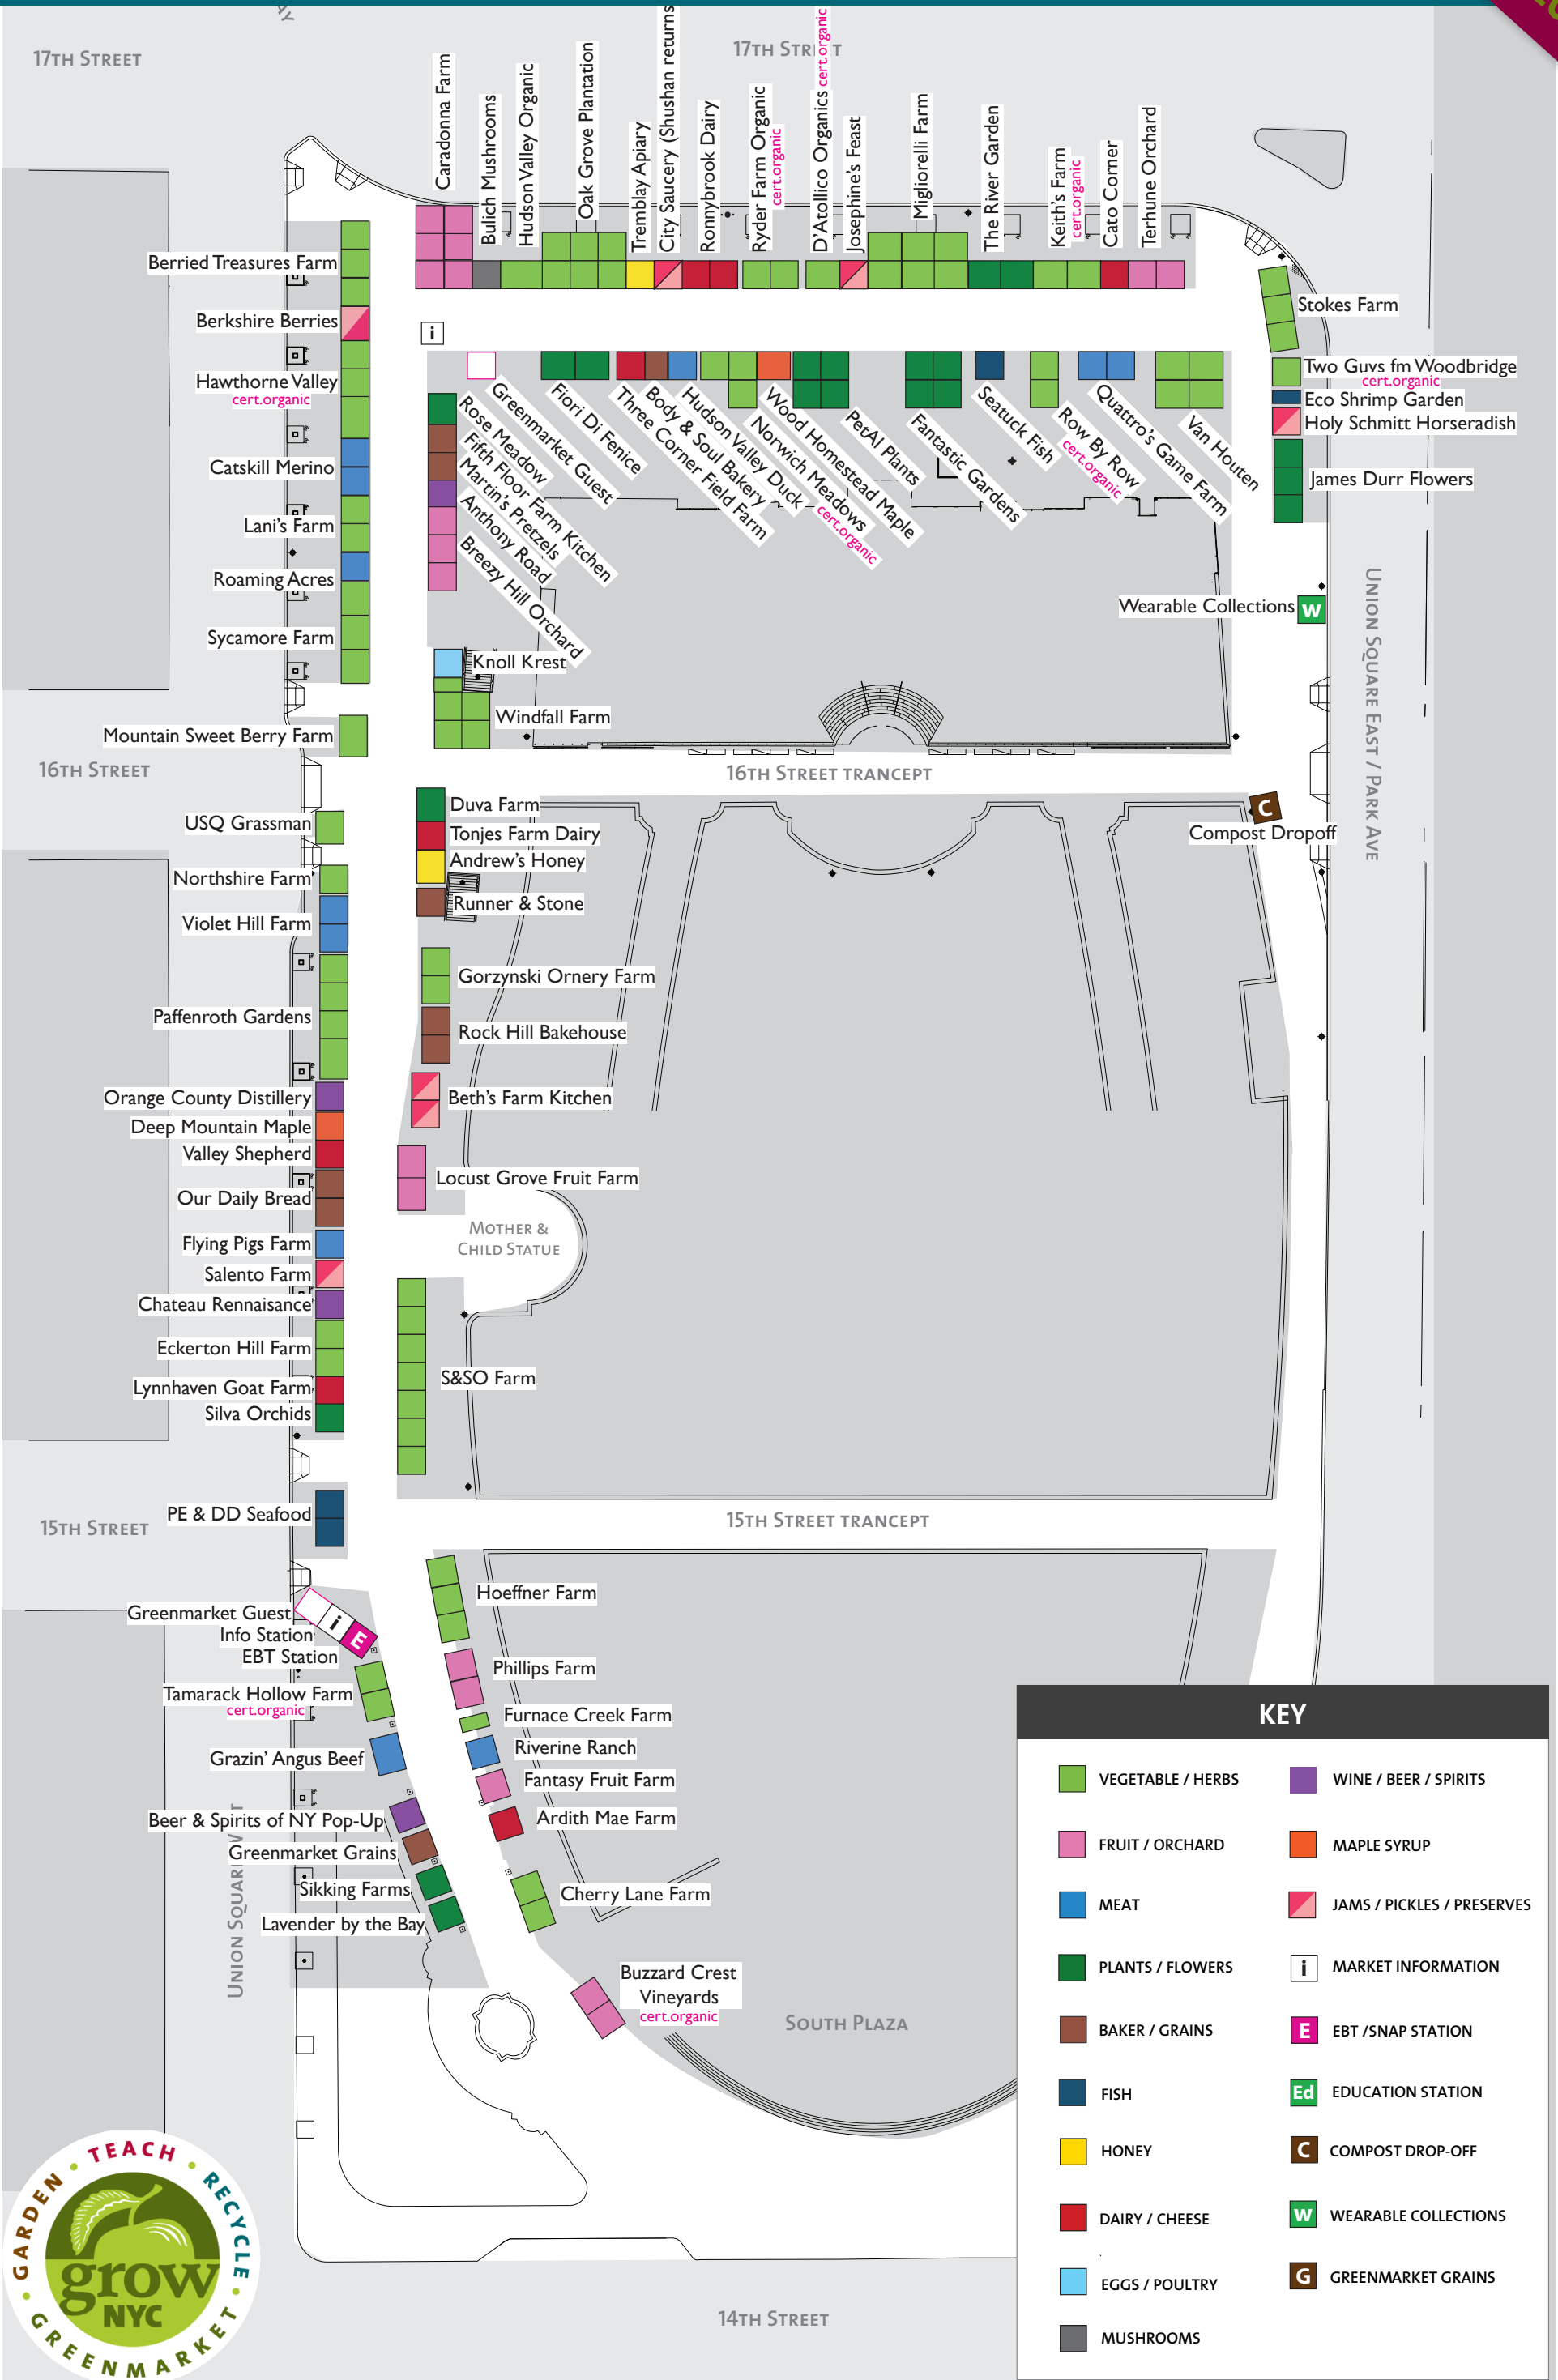 17TH STREET
17TH STREET
Caradonna Farm
Bulich Mushrooms
Hudson Valley Organic
Oak Grove Plantation
Tremblay Apiary
City Saucery (Shushan returns
Ronnybrook Dairy
Ryder Farm Organic
cert.organic
D'Atollico Organics cert.organic
Josephine's Feast
Migliorelli Farm
The River Garden
Keith's Farm
cert.organic
Cato Corner
Terhune Orchard
Berried Treasures Farm
Berkshire Berries
Hawthorne Valley
cert.organic
Catskill Merino
Lani's Farm
Roaming Acres
Sycamore Farm
Mountain Sweet Berry Farm
i
Rose Meadow
Fifth Floor Farm Kitchen
Martin's Pretzels
Anthony Road
Breezy Hill Orchard
Greenmarket Guest
Fiori Di Fenice
Three Corner Field Farm
Body & Soul Bakery
Hudson Valley Duck
Norwich Meadows
cert.organic
Wood Homestead Maple
PetAl Plants
Fantastic Gardens
Seatuck Fish
Row By Row
cert.organic
Quattro's Game Farm
Van Houten
Stokes Farm
Two Guys fm Woodbridge
cert.organic
Eco Shrimp Garden
Holy Schmitt Horseradish
James Durr Flowers
Wearable Collections
W
UNION SQUARE EAST / PARK AVE
Knoll Krest
Windfall Farm
16TH STREET
16TH STREET TRANCEPT
C
Compost Dropoff
USQ Grassman
Northshire Farm
Violet Hill Farm
Paffenroth Gardens
Orange County Distillery
Deep Mountain Maple
Valley Shepherd
Our Daily Bread
Flying Pigs Farm
Salento Farm
Chateau Rennaisance
Eckerton Hill Farm
Lynnhaven Goat Farm
Silva Orchids
PE & DD Seafood
Duva Farm
Tonjes Farm Dairy
Andrew's Honey
Runner & Stone
Gorzynski Ornery Farm
Rock Hill Bakehouse
Beth's Farm Kitchen
Locust Grove Fruit Farm
MOTHER &
CHILD STATUE
S&SO Farm
15TH STREET
15TH STREET TRANCEPT
Greenmarket Guest
Info Station
EBT Station
i
E
Tamarack Hollow Farm
cert.organic
Grazin' Angus Beef
Beer & Spirits of NY Pop-Up
Greenmarket Grains
Sikking Farms
Lavender by the Bay
Hoeffner Farm
Phillips Farm
Furnace Creek Farm
Riverine Ranch
Fantasy Fruit Farm
Ardith Mae Farm
Cherry Lane Farm
Buzzard Crest
Vineyards
cert.organic
SOUTH PLAZA
14TH STREET
KEY
VEGETABLE / HERBS
FRUIT / ORCHARD
MEAT
PLANTS / FLOWERS
BAKER / GRAINS
FISH
HONEY
DAIRY / CHEESE
EGGS / POULTRY
MUSHROOMS
WINE / BEER / SPIRITS
MAPLE SYRUP
JAMS / PICKLES / PRESERVES
i MARKET INFORMATION
E EBT /SNAP STATION
Ed EDUCATION STATION
C COMPOST DROP-OFF
W WEARABLE COLLECTIONS
G GREENMARKET GRAINS
GARDEN • TEACH • RECYCLE • GREENMARKET •
grow
NYC